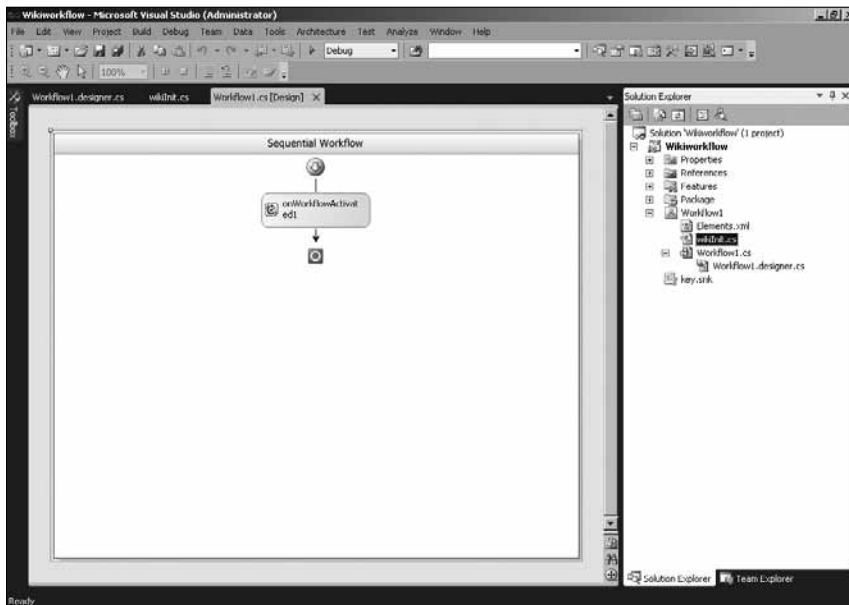 Wikiworkflow - Microsoft Visual Studio (Administrator)
File Edit View Project Build Debug Team Data Tools Architecture Test Analyze Window Help
Debug
100%
Workflow1.designer.cs wikiInit.cs Workflow1.cs [Design]
Toolbox
Sequential Workflow
onWorkflowActivat
ed1
Solution Explorer
Solution 'Wikiworkflow' (1 project)
Wikiworkflow
Properties
References
Features
Package
Workflow1
Elements.xml
wikiInit.cs
Workflow1.cs
Workflow1.designer.cs
key.snk
Solution Explorer Team Explorer
Ready